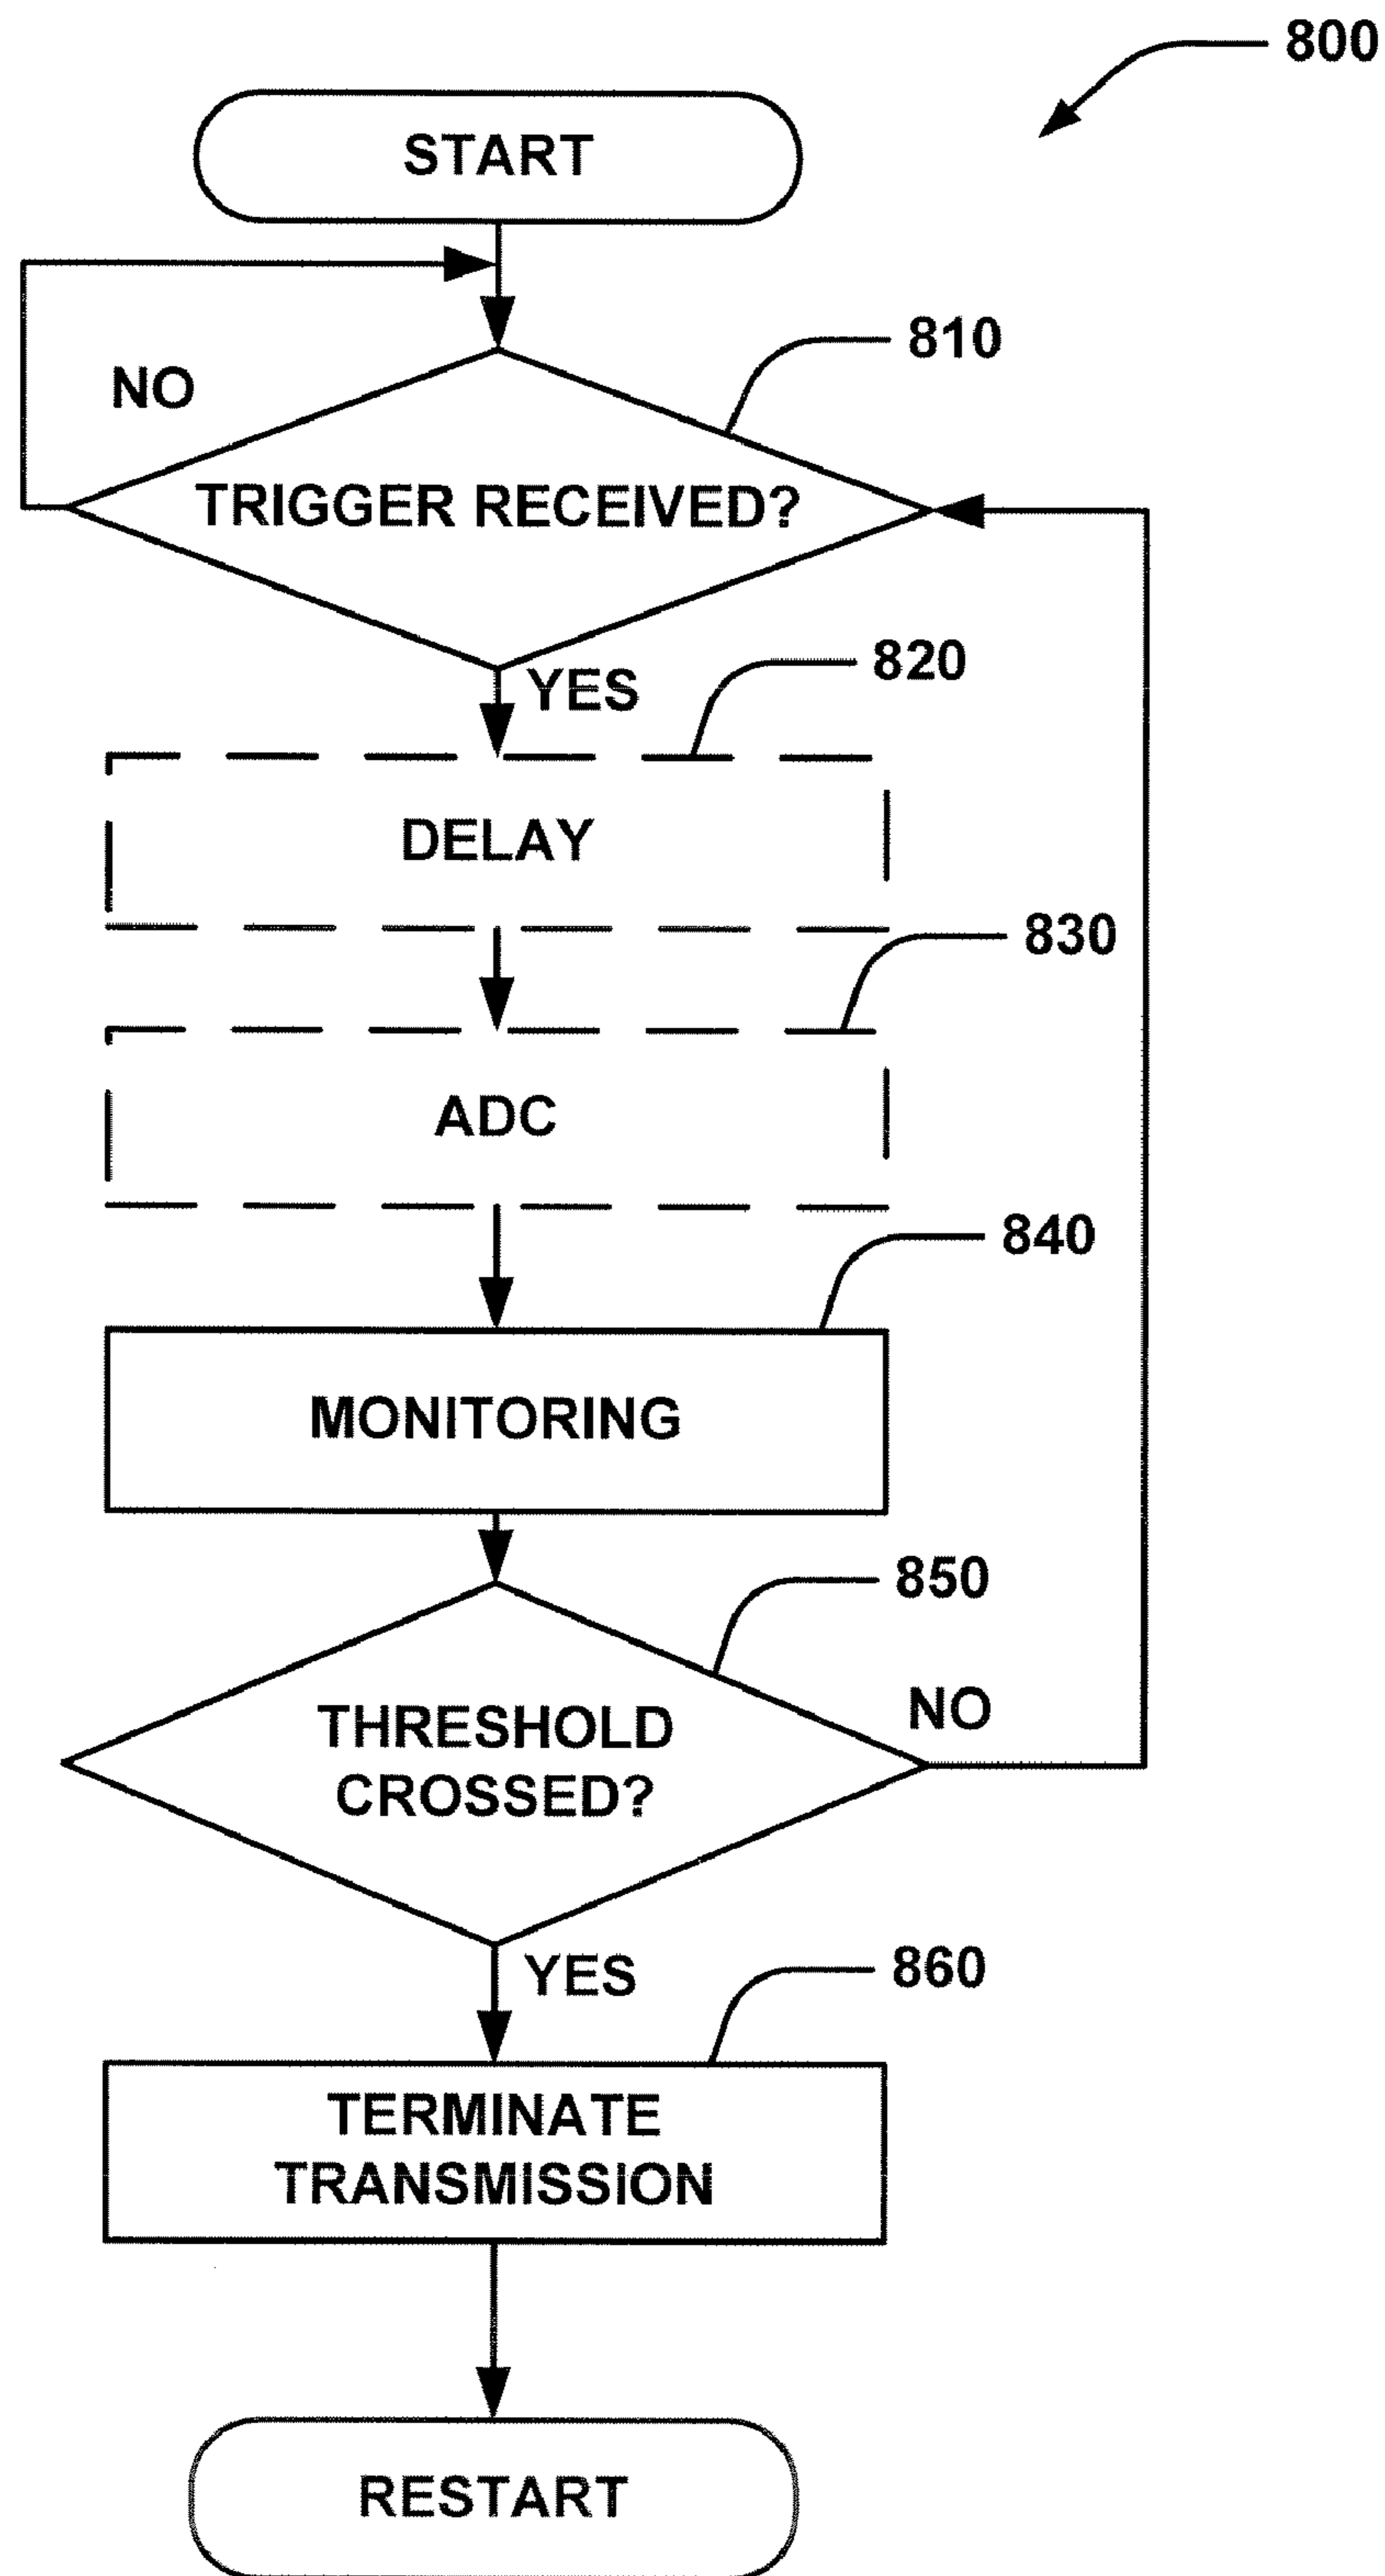 800
START
810
NO
TRIGGER RECEIVED?
820
YES
DELAY
830
ADC
840
MONITORING
850
NO
THRESHOLD
CROSSED?
860
YES
TERMINATE
TRANSMISSION
RESTART